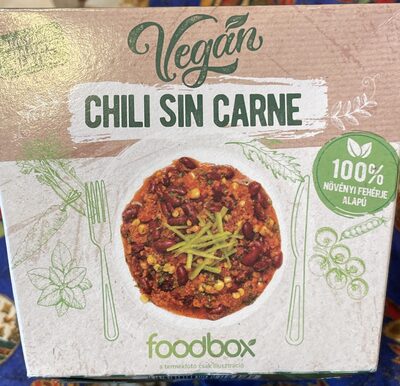 Vegán
CHILI SIN CARNE
100%
NÖVÉNYI FEHÉRJE
ALAPÚ
foodbox
a termékfotó csak illusztráció